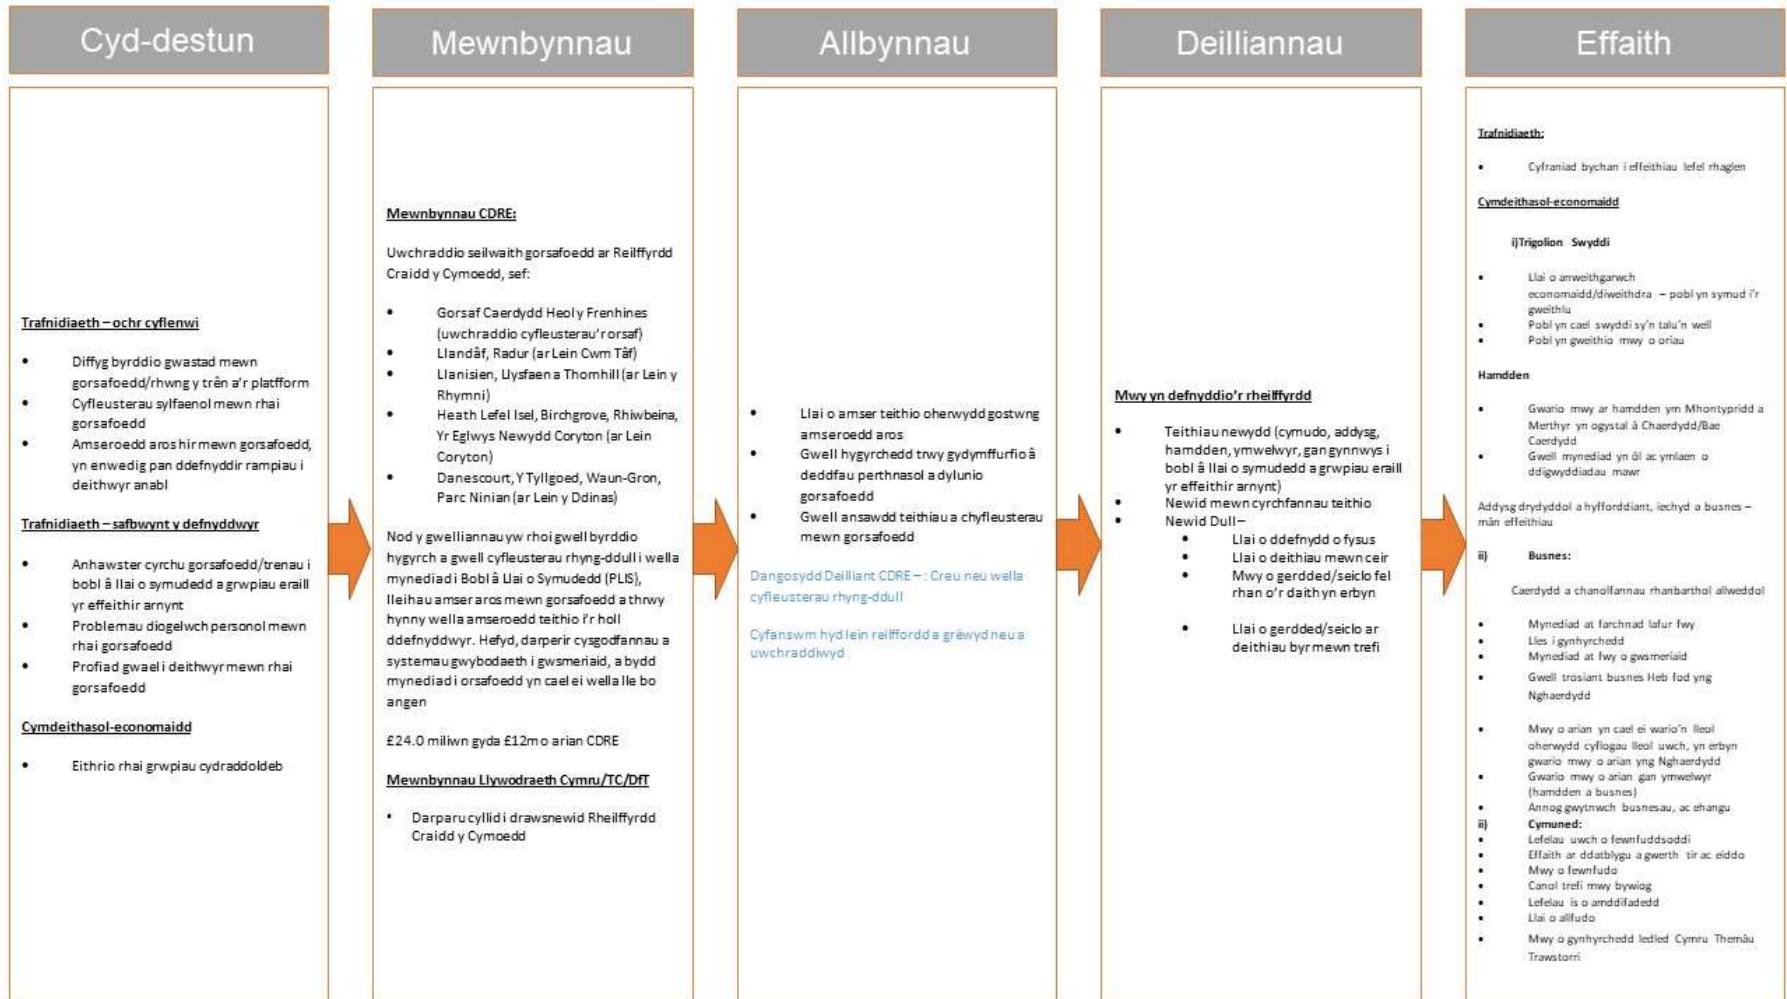 Cyd-destun
Trafnidiaeth – ochr cyflenwi
• Diffyg byrddio gwastad mewn
gorsafoedd/rhwng y trên a'r platfform
• Cyfleusterau sylfaenol mewn rhai
gorsafoedd
• Amseroedd aros hir mewn gorsafoedd,
yn enwedig pan ddefnyddir rampiau i
deithwyr anabl
Trafnidiaeth – safbwynt y defnyddwyr
• Anhawster cyrchu gorsafoedd/trenau i
bobl â llai o symudedd a grwpiau eraill
yr effeithir arnynt
• Problemau diogelwch personol mewn
rhai gorsafoedd
• Profiad gwael i deithwyr mewn rhai
gorsafoedd
Cymdeithasol-economaidd
• Eithrio rhai grwpiau cydraddoldeb
Mewnbynnau
Mewnbynnau CDRE:
Uwchraddio seilwaith gorsafoedd ar Reilffyrdd
Craidd y Cymoedd, sef:
• Gorsaf Caerdydd Heol y Frenhines
(uwchraddio cyfleusterau'r orsaf)
• Llandâf, Radur (ar Lein Cwm Tâf)
• Llanisien, Llysfaen a Thornhill (ar Lein y
Rhymni)
• Heath Lefel Isel, Birchgrove, Rhiwbeina,
Yr Eglwys Newydd Coryton (ar Lein
Coryton)
• Danescourt, Y Tyllgoed, Waun-Gron,
Parc Ninian (ar Lein y Ddinas)
Nod y gwelliannau yw rhoi gwell byrddio
hygyrch a gwell cyfleusterau rhyng-ddull i wella
mynediad i Bobl â Llai o Symudedd (PLlS),
lleihau amser aros mewn gorsafoedd a thrwy
hynny wella amseroedd teithio i'r holl
ddefnyddwyr. Hefyd, darperir cysgodfannau a
systemau gwybodaeth i gwsmeriaid, a bydd
mynediad i orsafoedd yn cael ei wella lle bo
angen
£24.0 miliwn gyda £12m o arian CDRE
Mewnbynnau Llywodraeth Cymru/TC/DfT
• Darparu cyllid i drawsnewid Rheilffyrdd
Craidd y Cymoedd
Allbynnau
• Llai o amser teithio oherwydd gostwng
amseroedd aros
• Gwell hygyrchedd trwy gydymffurfio â
deddfau perthnasol a dylunio
gorsafoedd
• Gwell ansawdd teithiau a chyfleusterau
mewn gorsafoedd
Dangosydd Deilliant CDRE – : Creu neu wella
cyfleusterau rhyng-ddull
Cyfanswm hyd lein reilffordd a grëwyd neu a
uwchraddiwyd
Deilliannau
Mwy yn defnyddio'r rheilffyrdd
• Teithiau newydd (cymudo, addysg,
hamdden, ymwelwyr, gan gynnwys i
bobl â llai o symudedd a grwpiau eraill
yr effeithir arnynt)
• Newid mewn cyrchfannau teithio
• Newid Dull –
• Llai o ddefnydd o fysus
• Llai o deithiau mewn ceir
• Mwy o gerdded/seiclo fel
rhan o'r daith yn erbyn
• Llai o gerdded/seiclo ar
deithiau byr mewn trefi
Effaith
Trafnidiaeth:
• Cyfraniad bychan i effeithiau lefel rhaglen
Cymdeithasol-economaidd
i)Trigolion Swyddi
• Llai o anweithgarwch
economaidd/diweithdra – pobl yn symud i'r
gweithlu
• Pobl yn cael swyddi sy'n talu'n well
• Pobl yn gweithio mwy o oriau
Hamdden
• Gwario mwy ar hamdden ym Mhontypridd a
Merthyr yn ogystal â Chaerdydd/Bae
Caerdydd
• Gwell mynediad yn ôl ac ymlaen o
ddigwyddiadau mawr
Addysg drydyddol a hyfforddiant, iechyd a busnes –
mân effeithiau
ii) Busnes:
Caerdydd a chanolfannau rhanbarthol allweddol
• Mynediad at farchnad lafur fwy
• Lles i gynhyrchedd
• Mynediad at fwy o gwsmeriaid
• Gwell trosiant busnes Heb fod yng
Nghaerdydd
• Mwy o arian yn cael ei wario'n lleol
oherwydd cyflogau lleol uwch, yn erbyn
gwario mwy o arian yng Nghaerdydd
• Gwario mwy o arian gan ymwelwyr
(hamdden a busnes)
• Annog gwytnwch busnesau, ac ehangu
ii) Cymuned:
• Lefelau uwch o fewnfuddsoddi
• Effaith ar ddatblygu a gwerth tir ac eiddo
• Mwy o fewnfudo
• Canol trefi mwy bywiog
• Lefelau is o amddifadedd
• Llai o allfudo
• Mwy o gynhyrchedd ledled Cymru Themâu
Trawstorri